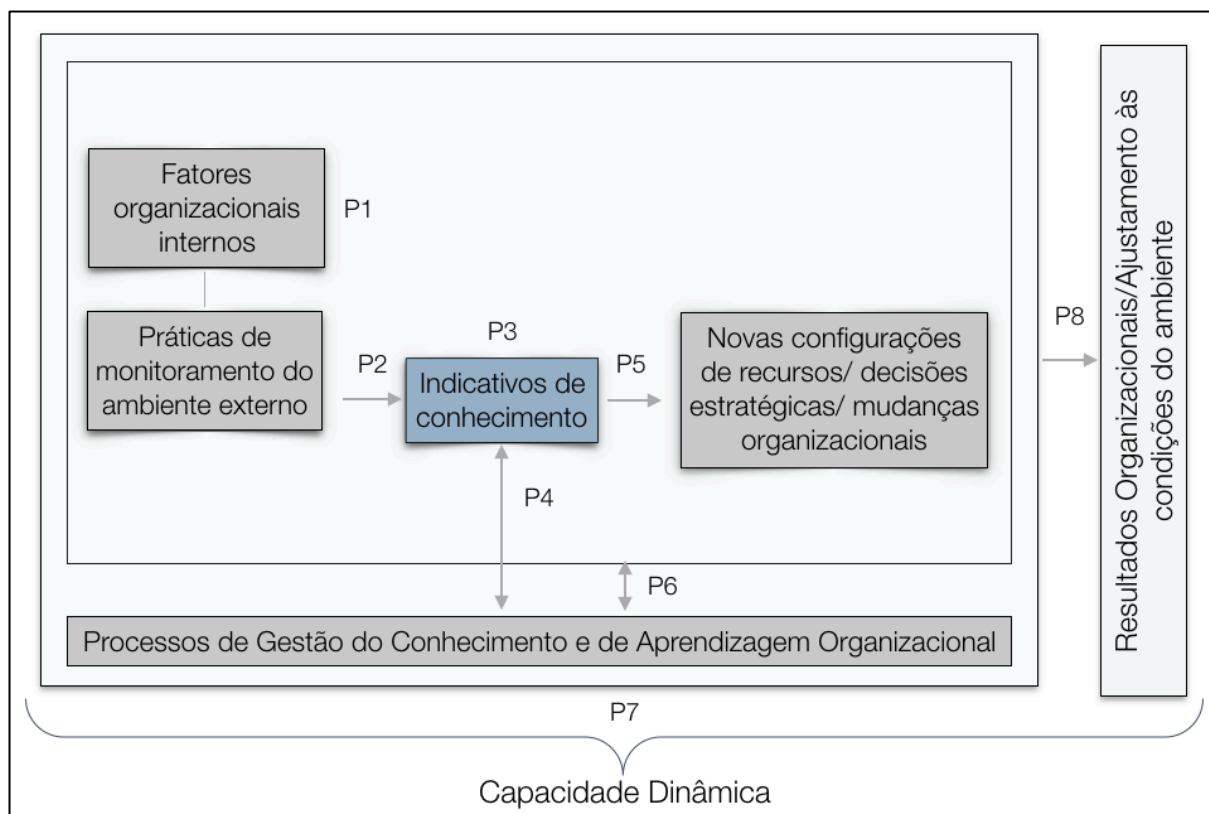 Fatores
organizacionais
internos
P1
Práticas de
monitoramento do
ambiente externo
P2
P3
Indicativos de
conhecimento
P4
P5
Novas configurações
de recursos/ decisões
estratégicas/ mudanças
organizacionais
P6
Processos de Gestão do Conhecimento e de Aprendizagem Organizacional
P7
Capacidade Dinâmica
P8
Resultados Organizacionais/Ajustamento às
condições do ambiente